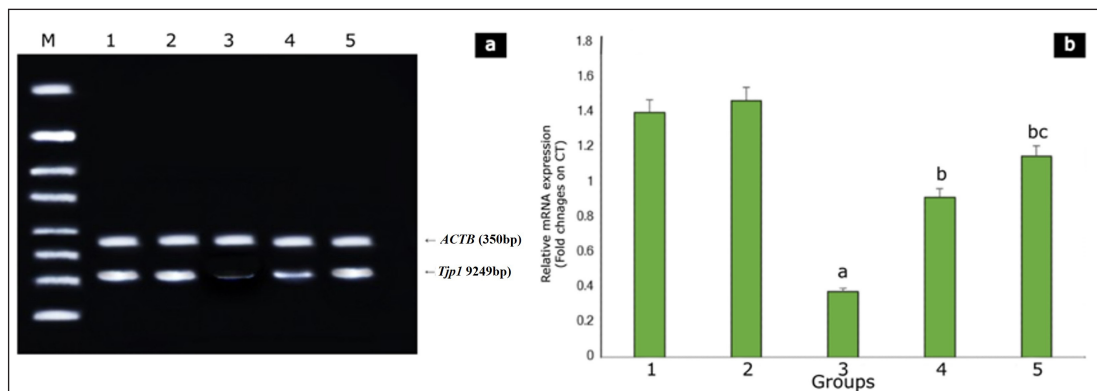 M 1 2 3 4 5
a
← ACTB (350bp)
← Tjp1 9249bp)
b
Relative mRNA expression
(Fold chnages on CT)
1.8
1.6
1.4
1.2
1
0.8
0.6
0.4
0.2
0
a
b
bc
1 2 3 4 5
Groups